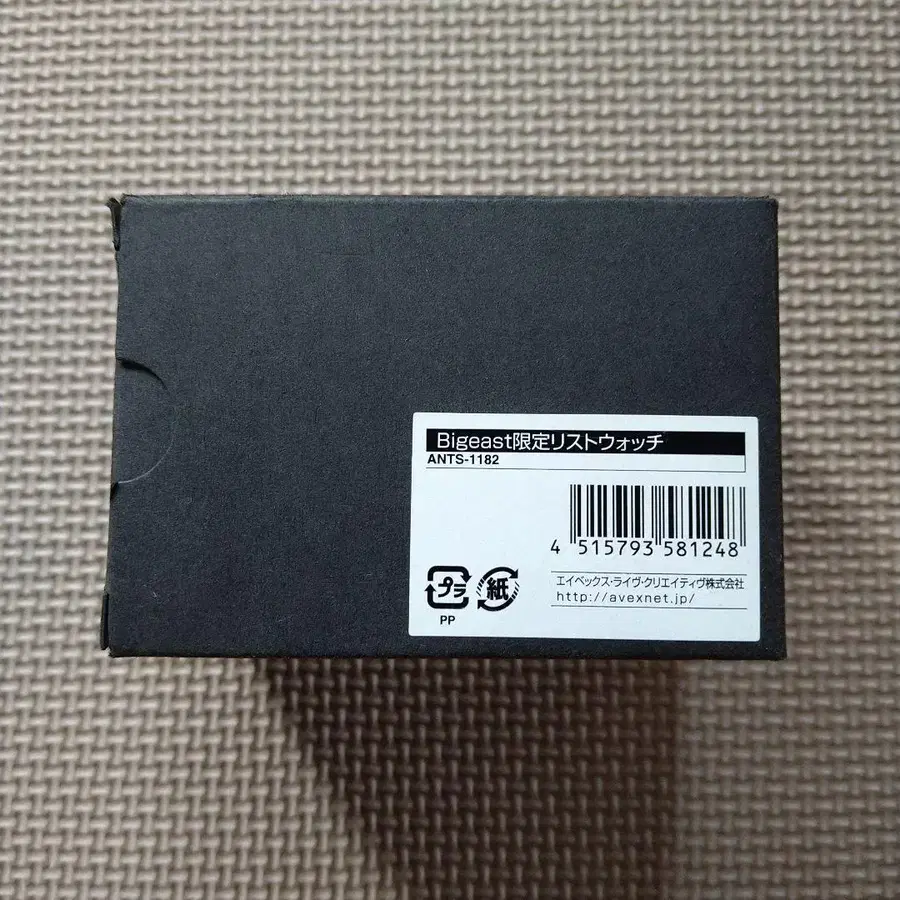 Bigeast限定リストウォッチ
ANTS-1182
4 515793 581248
プラ
PP
紙
エイベックス・ライヴ・クリエイティヴ株式会社
http://avexnet.jp/